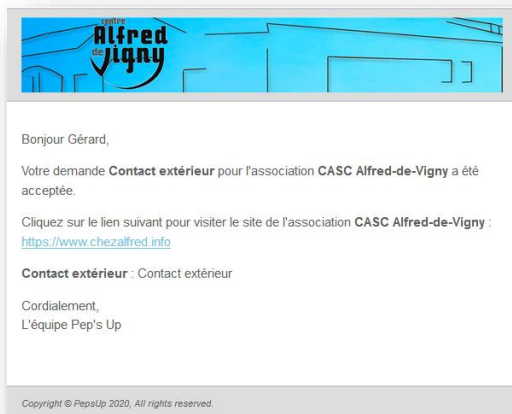 centre
Alfred
de
Vigny
Bonjour Gérard,
Votre demande Contact extérieur pour l'association CASC Alfred-de-Vigny a été
acceptée.
Cliquez sur le lien suivant pour visiter le site de l'association CASC Alfred-de-Vigny :
https://www.chezalfred.info
Contact extérieur : Contact extérieur
Cordialement,
L'équipe Pep's Up
Copyright © PepsUp 2020, All rights reserved.